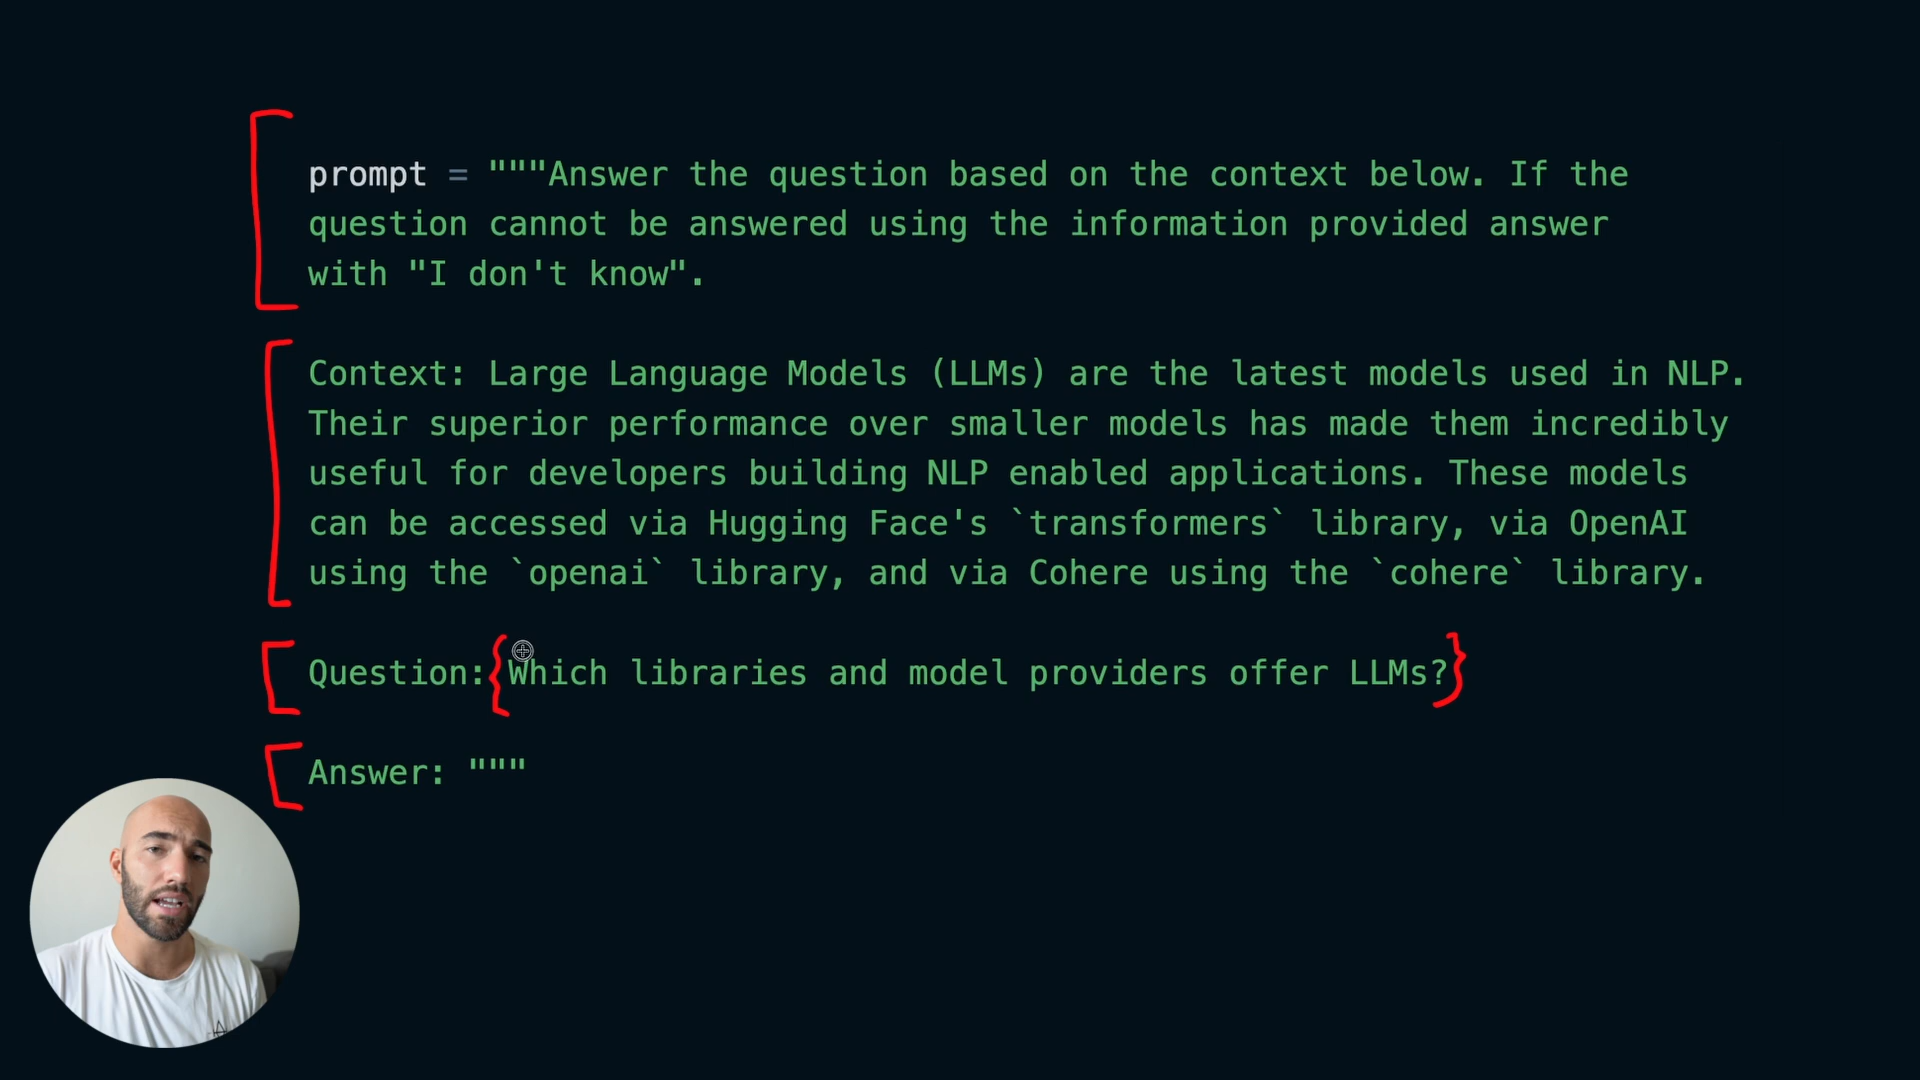 prompt = """Answer the question based on the context below. If the
question cannot be answered using the information provided answer
with "I don't know".
Context: Large Language Models (LLMs) are the latest models used in NLP.
Their superior performance over smaller models has made them incredibly
useful for developers building NLP enabled applications. These models
can be accessed via Hugging Face's `transformers` library, via OpenAI
using the `openai` library, and via Cohere using the `cohere` library.
Question: {Which libraries and model providers offer LLMs?}
Answer: """